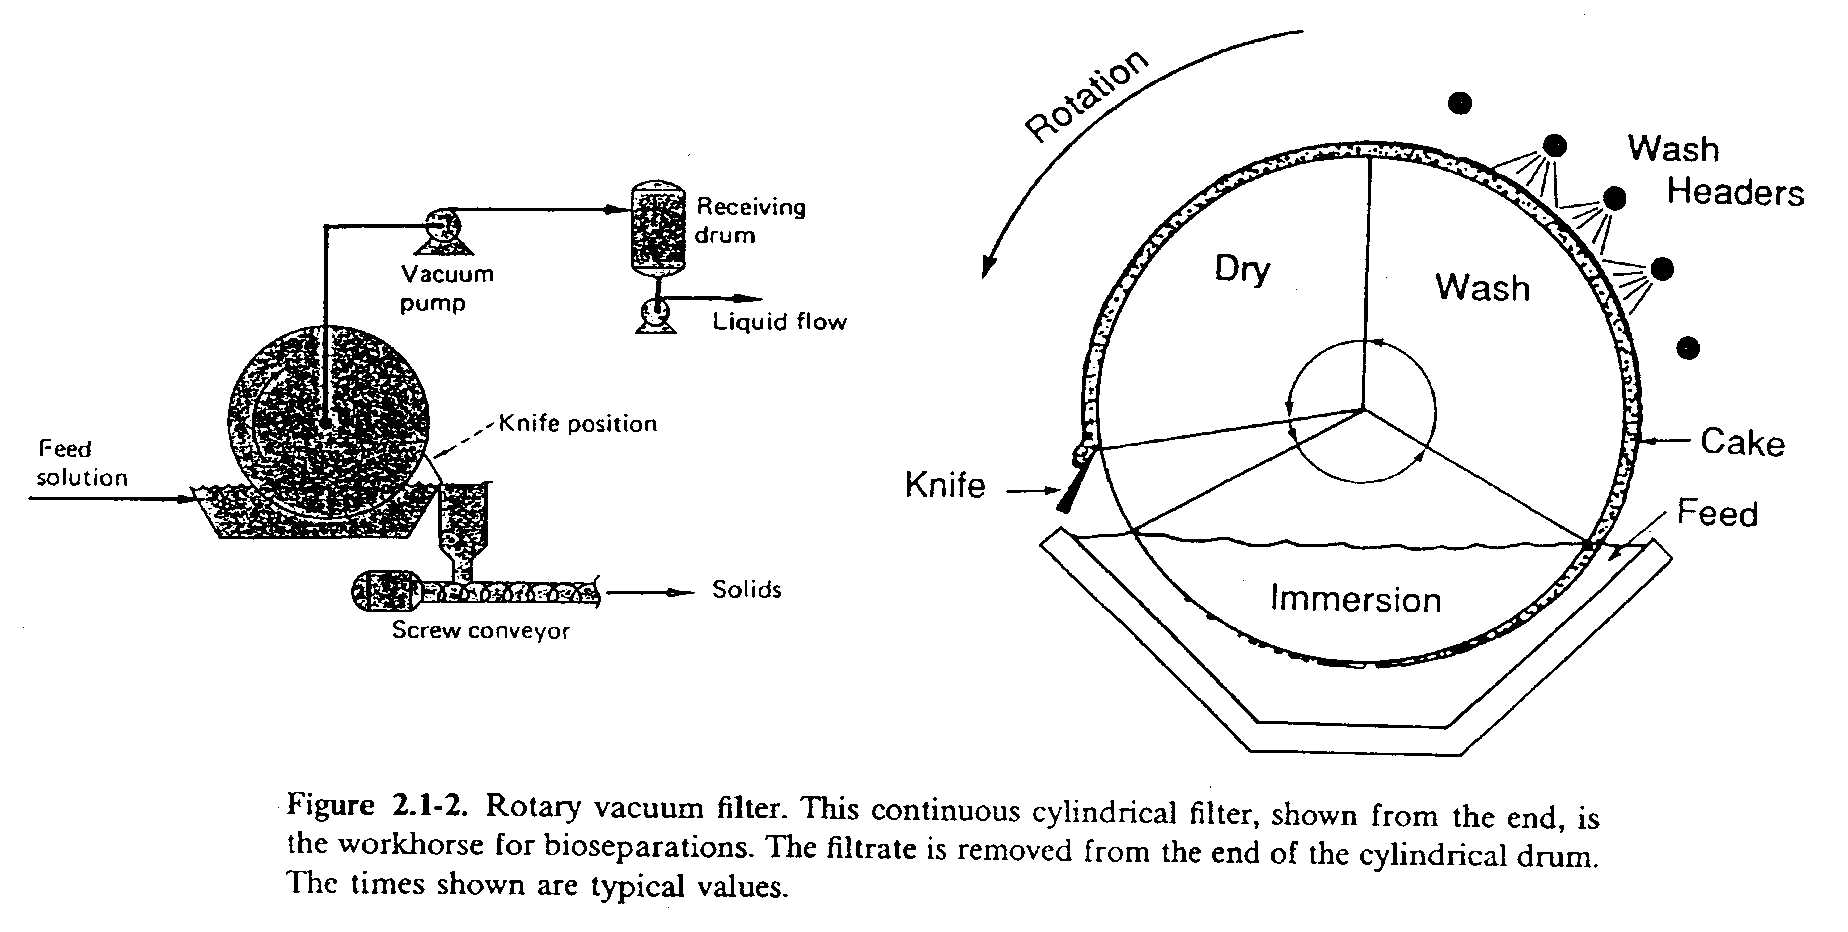 Feed
solution
Vacuum
pump
Receiving
drum
Liquid flow
Knife position
Screw conveyor
Solids
Rotation
Wash
Headers
Dry
Wash
Knife
Cake
Feed
Immersion
Figure 2.1-2. Rotary vacuum filter. This continuous cylindrical filter, shown from the end, is
the workhorse for bioseparations. The filtrate is removed from the end of the cylindrical drum.
The times shown are typical values.